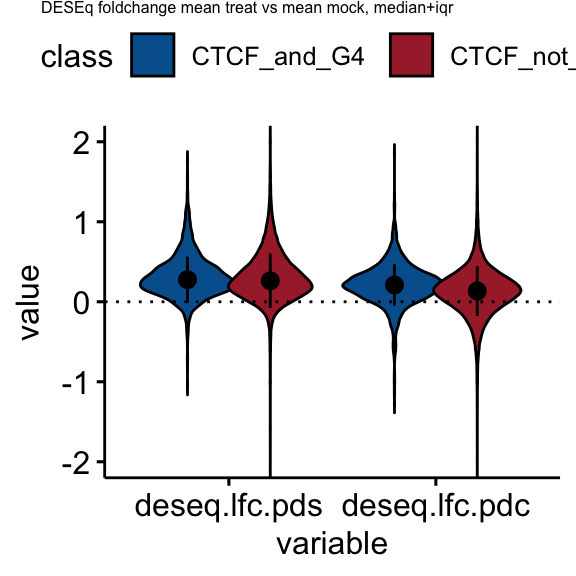 DESEq foldchange mean treat vs mean mock, median+iqr
class CTCF_and_G4 CTCF_not_
2
1
0
-1
-2
value
deseq.lfc.pds deseq.lfc.pdc
variable